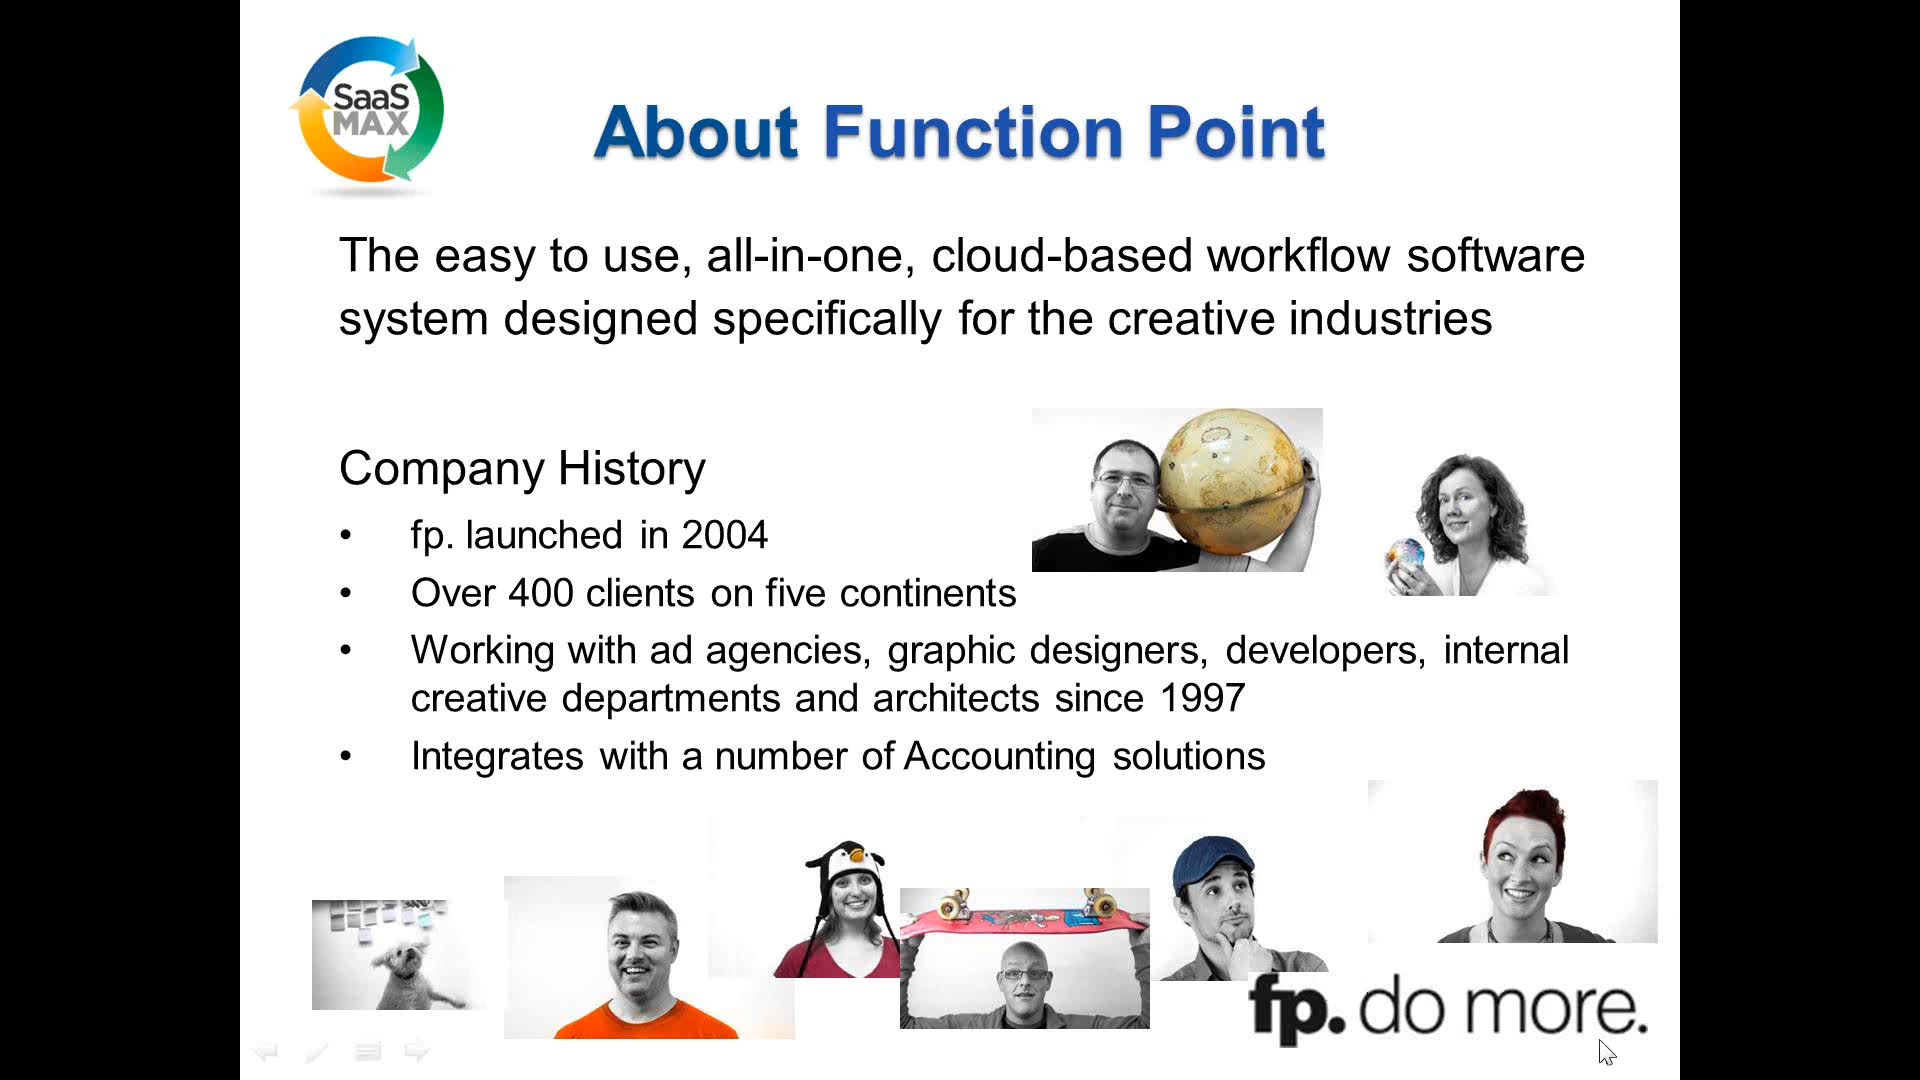 SaaS
MAX
About Function Point
The easy to use, all-in-one, cloud-based workflow software
system designed specifically for the creative industries
Company History
• fp. launched in 2004
• Over 400 clients on five continents
• Working with ad agencies, graphic designers, developers, internal
creative departments and architects since 1997
• Integrates with a number of Accounting solutions
fp. do more.